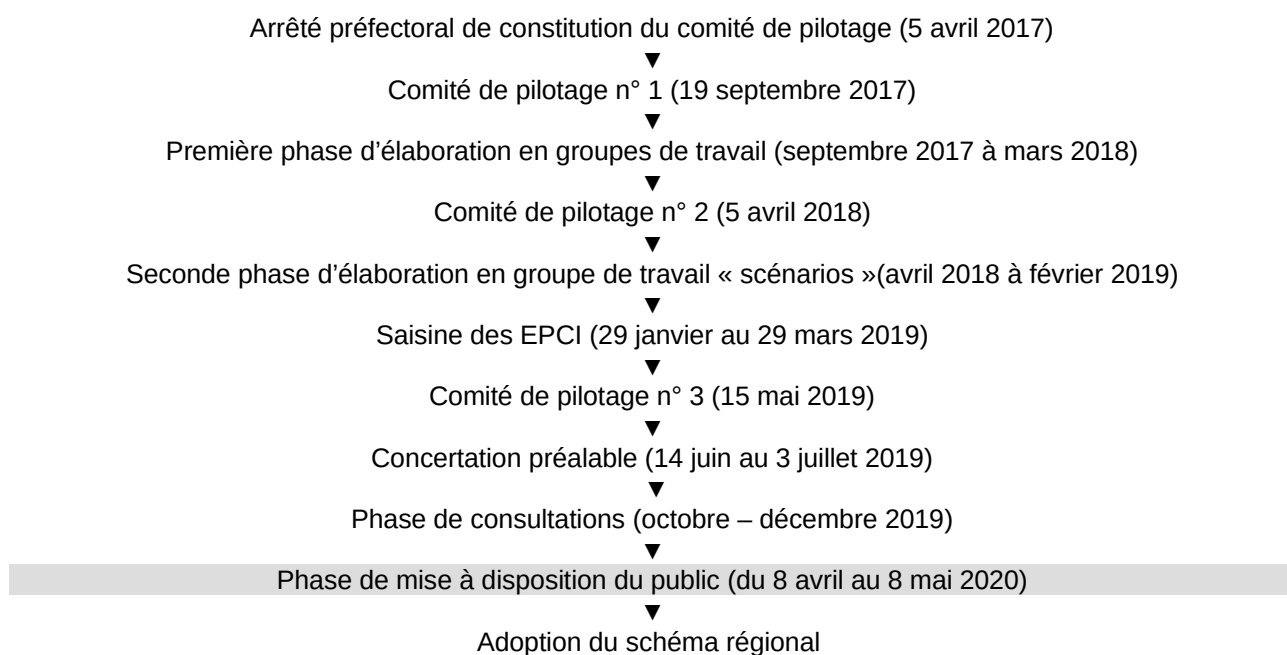 Arrêté préfectoral de constitution du comité de pilotage (5 avril 2017)
▼
Comité de pilotage n° 1 (19 septembre 2017)
▼
Première phase d’élaboration en groupes de travail (septembre 2017 à mars 2018)
▼
Comité de pilotage n° 2 (5 avril 2018)
▼
Seconde phase d’élaboration en groupe de travail « scénarios »(avril 2018 à février 2019)
▼
Saisine des EPCI (29 janvier au 29 mars 2019)
▼
Comité de pilotage n° 3 (15 mai 2019)
▼
Concertation préalable (14 juin au 3 juillet 2019)
▼
Phase de consultations (octobre – décembre 2019)
▼
Phase de mise à disposition du public (du 8 avril au 8 mai 2020)
▼
Adoption du schéma régional